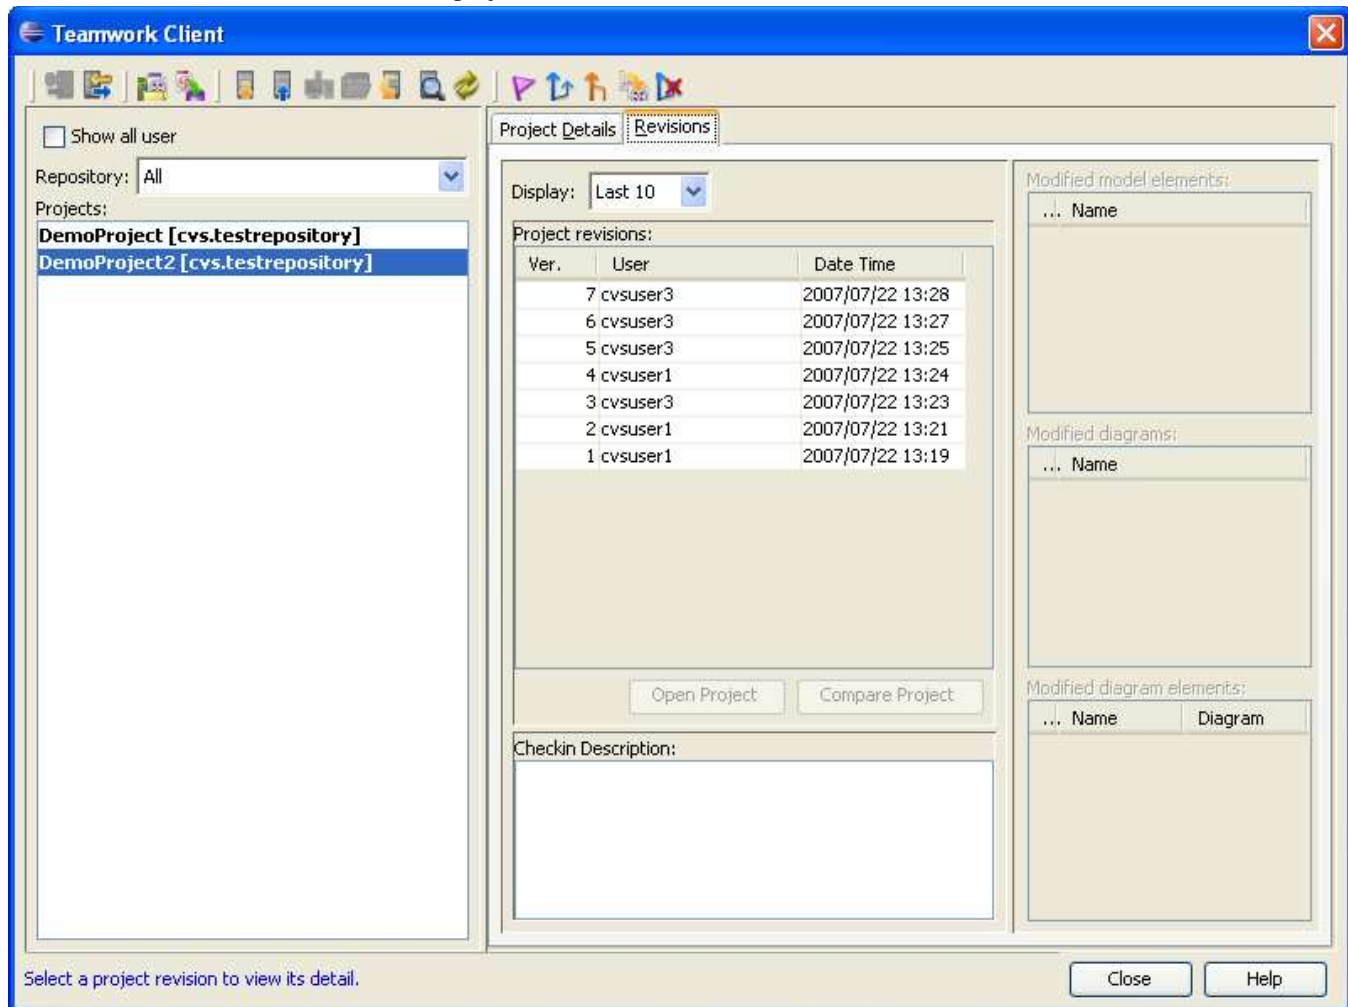 Teamwork Client
Show all user
Repository: All
Projects:
DemoProject [cvs.testrepository]
DemoProject2 [cvs.testrepository]
Project Details Revisions
Display: Last 10
Project revisions:
Ver. User Date Time
7 cvsuser3 2007/07/22 13:28
6 cvsuser3 2007/07/22 13:27
5 cvsuser3 2007/07/22 13:25
4 cvsuser1 2007/07/22 13:24
3 cvsuser3 2007/07/22 13:23
2 cvsuser1 2007/07/22 13:21
1 cvsuser1 2007/07/22 13:19
Open Project Compare Project
Checkin Description:
Modified model elements:
... Name
Modified diagrams:
... Name
Modified diagram elements:
... Name Diagram
Select a project revision to view its detail.
Close Help